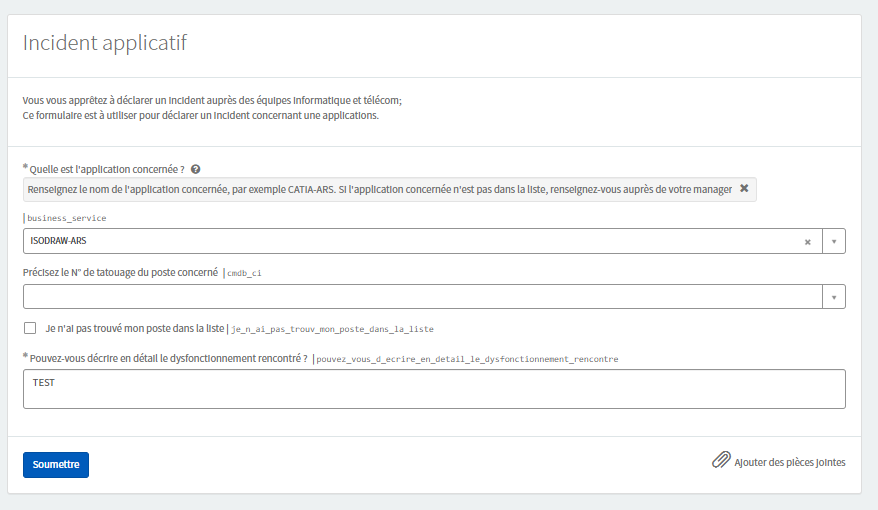 Incident applicatif
Vous vous apprêtez à déclarer un incident auprès des équipes informatique et télécom;
Ce formulaire est à utiliser pour déclarer un incident concernant une applications.
* Quelle est l'application concernée ? ?
Renseignez le nom de l'application concernée, par exemple CATIA-ARS. Si l'application concernée n'est pas dans la liste, renseignez-vous auprès de votre manager ×
| business_service
ISODRAW-ARS ×
Précisez le N° de tatouage du poste concerné | cmdb_ci
Je n'ai pas trouvé mon poste dans la liste | je_n_ai_pas_trouv_mon_poste_dans_la_liste
* Pouvez-vous décrire en détail le dysfonctionnement rencontré ? | pouvez_vous_d_ecrire_en_detail_le_dysfonctionnement_rencontre
TEST
Soumettre
Ajouter des pièces jointes